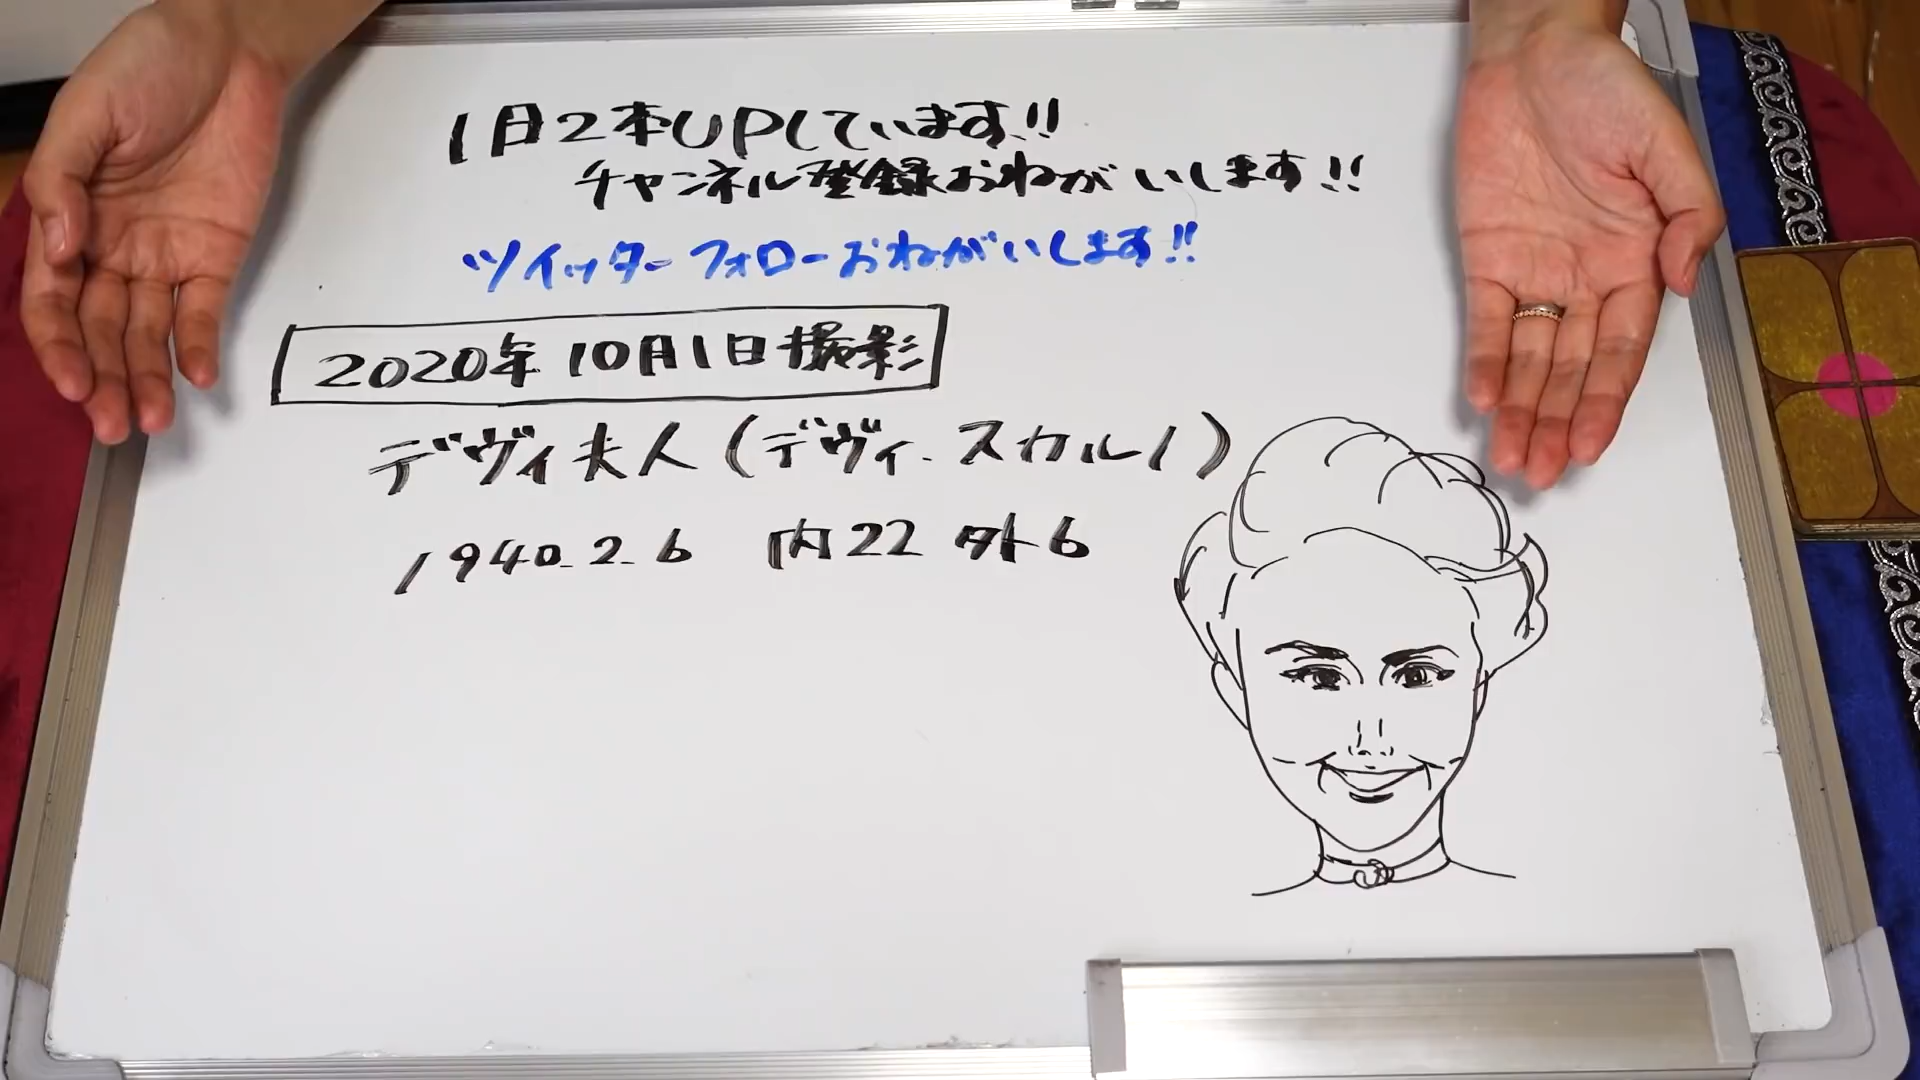 1日2本UPしています!!
チャンネル登録おねがいします!!
ツイッターフォローおねがいします!!
2020年10月1日撮影
デヴィ夫人(デヴィ.スカルノ)
1940.2.6 内22 外6